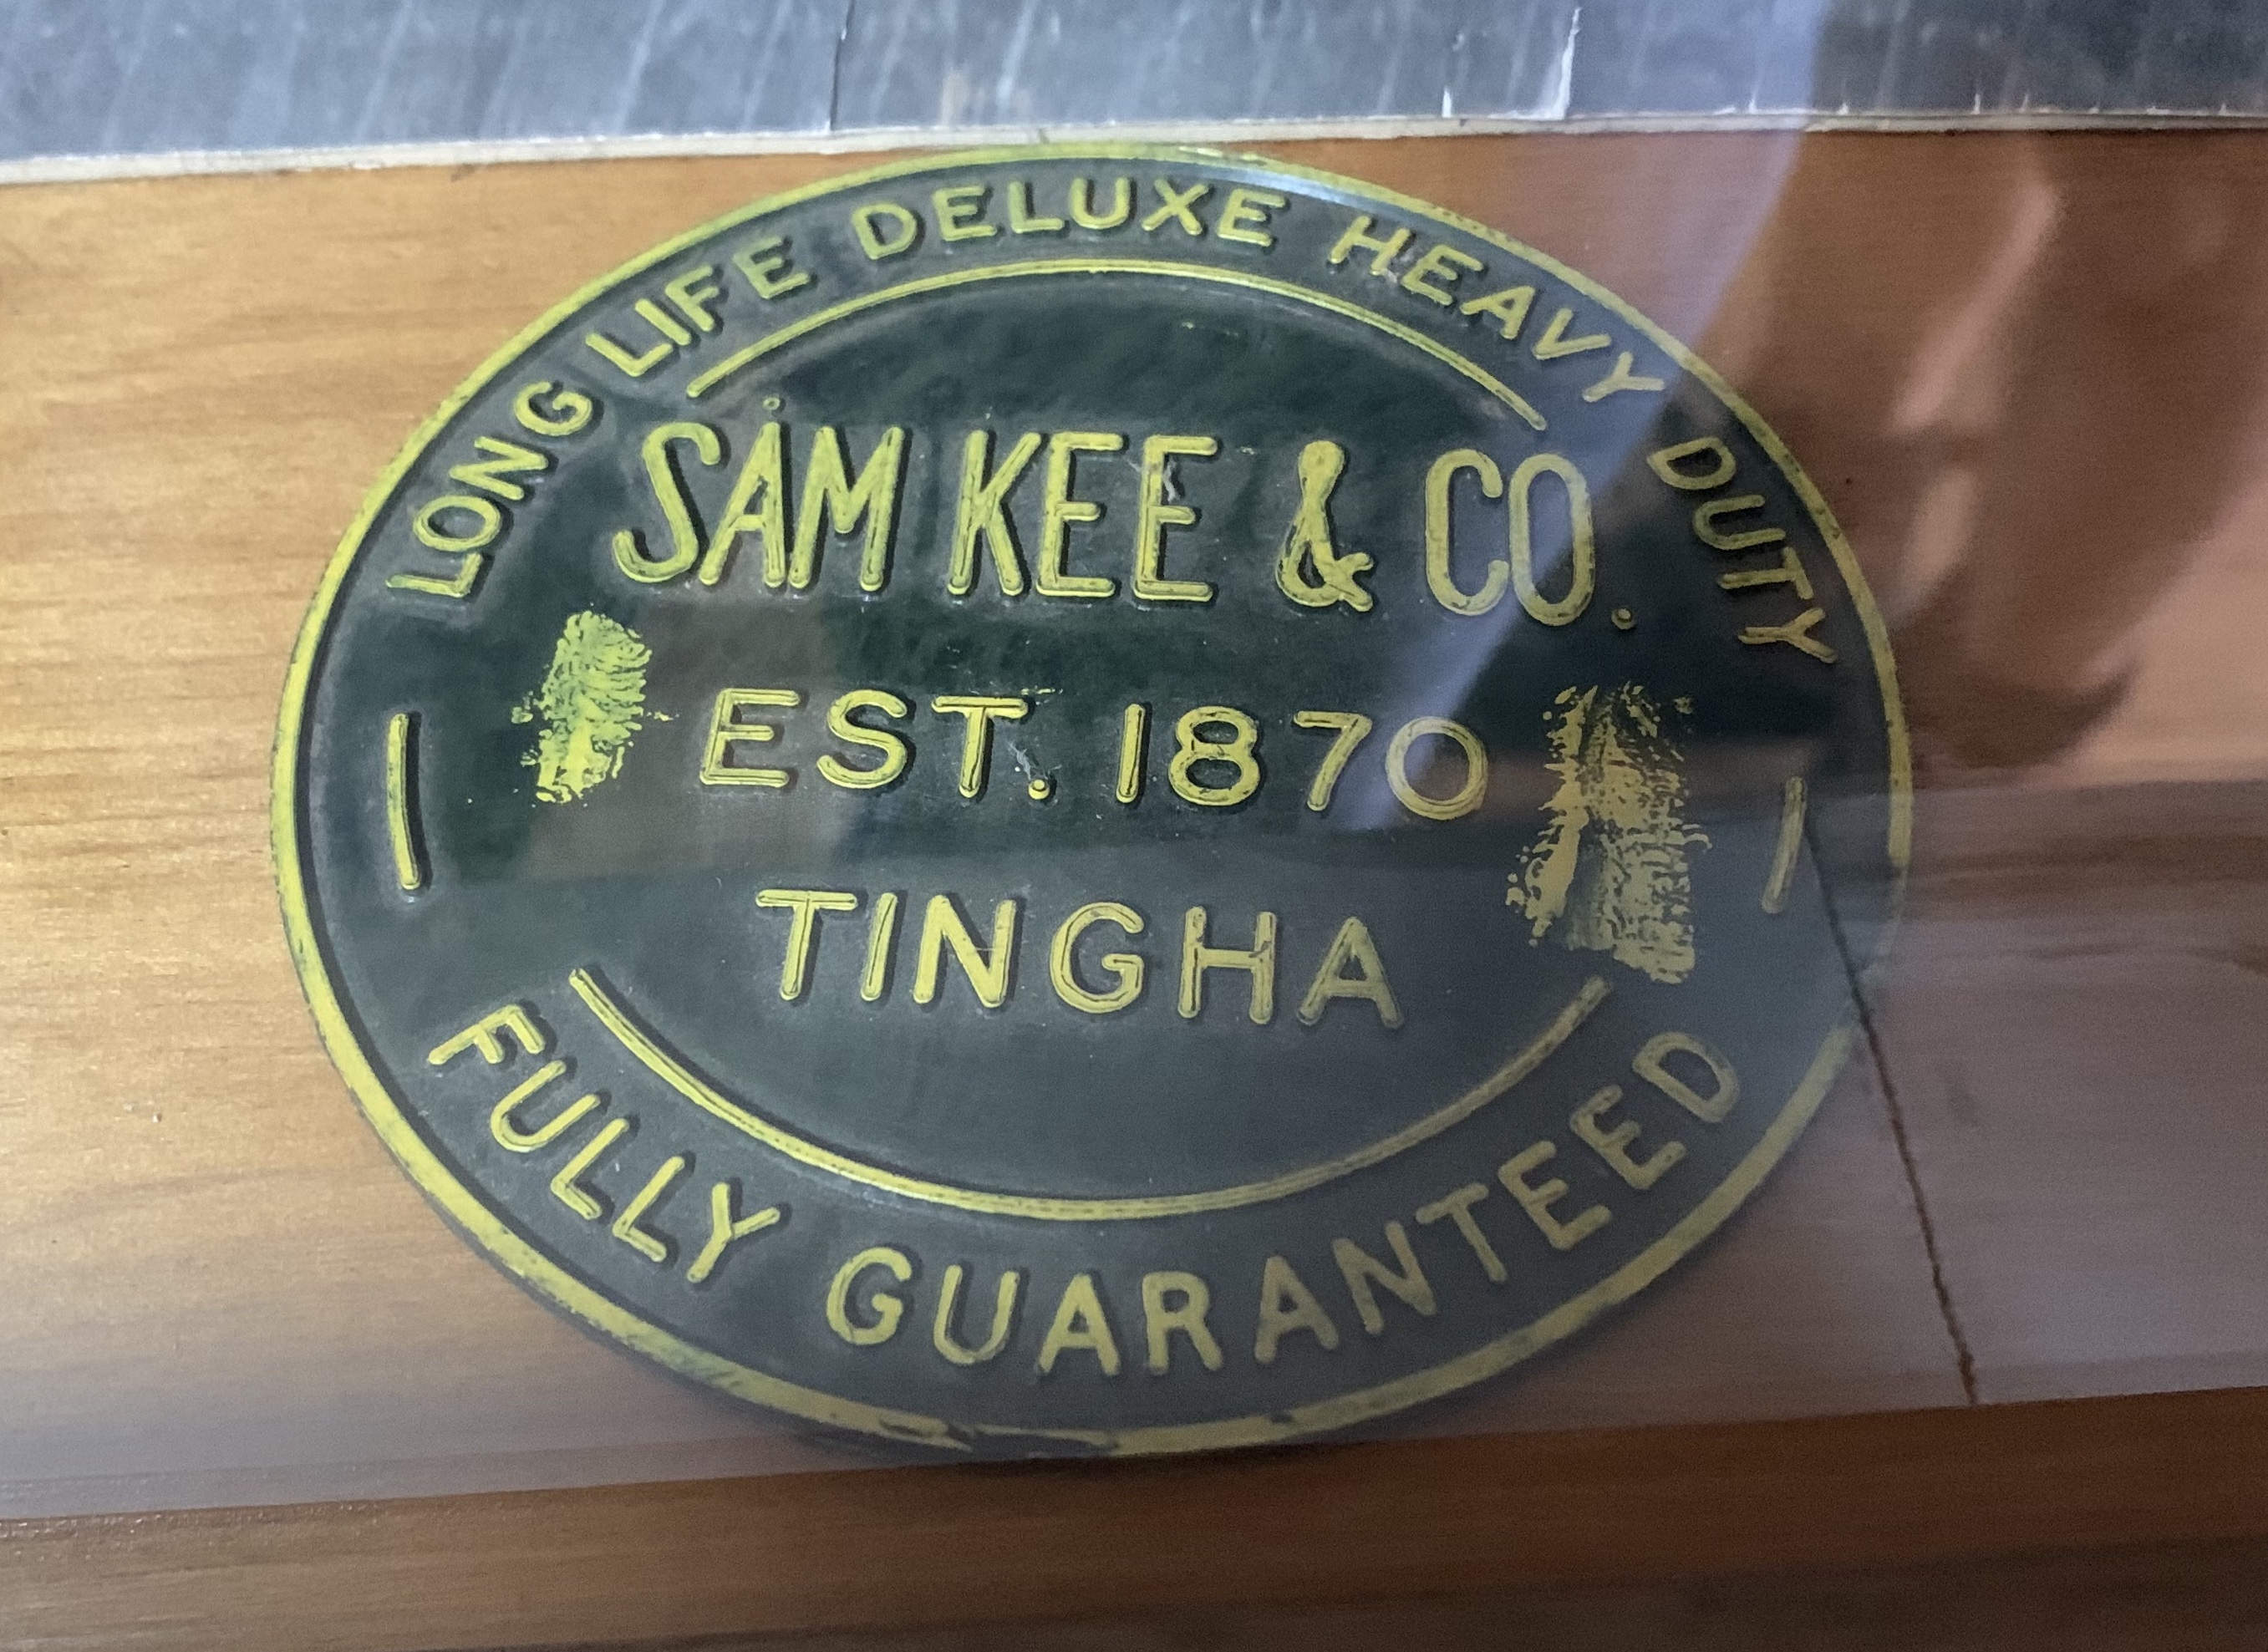 LONG LIFE DELUXE HEAVY DUTY
SAM KEE & CO.
EST. 1870
TINGHA
FULLY GUARANTEED